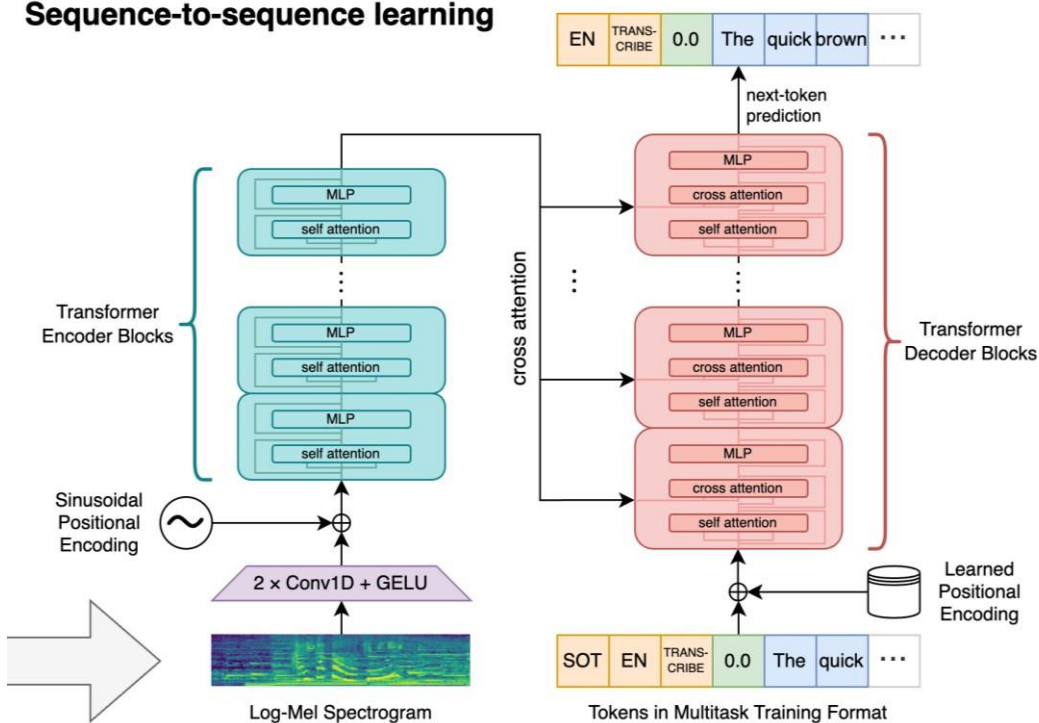 Sequence-to-sequence learning
EN TRANS-CRIBE 0.0 The quick brown ···
next-token
prediction
MLP
self attention
MLP
self attention
MLP
self attention
Transformer
Encoder Blocks
cross attention
MLP
cross attention
self attention
MLP
cross attention
self attention
MLP
cross attention
self attention
Transformer
Decoder Blocks
Sinusoidal
Positional
Encoding
2 × Conv1D + GELU
Log-Mel Spectrogram
Learned
Positional
Encoding
SOT EN TRANS-CRIBE 0.0 The quick ···
Tokens in Multitask Training Format